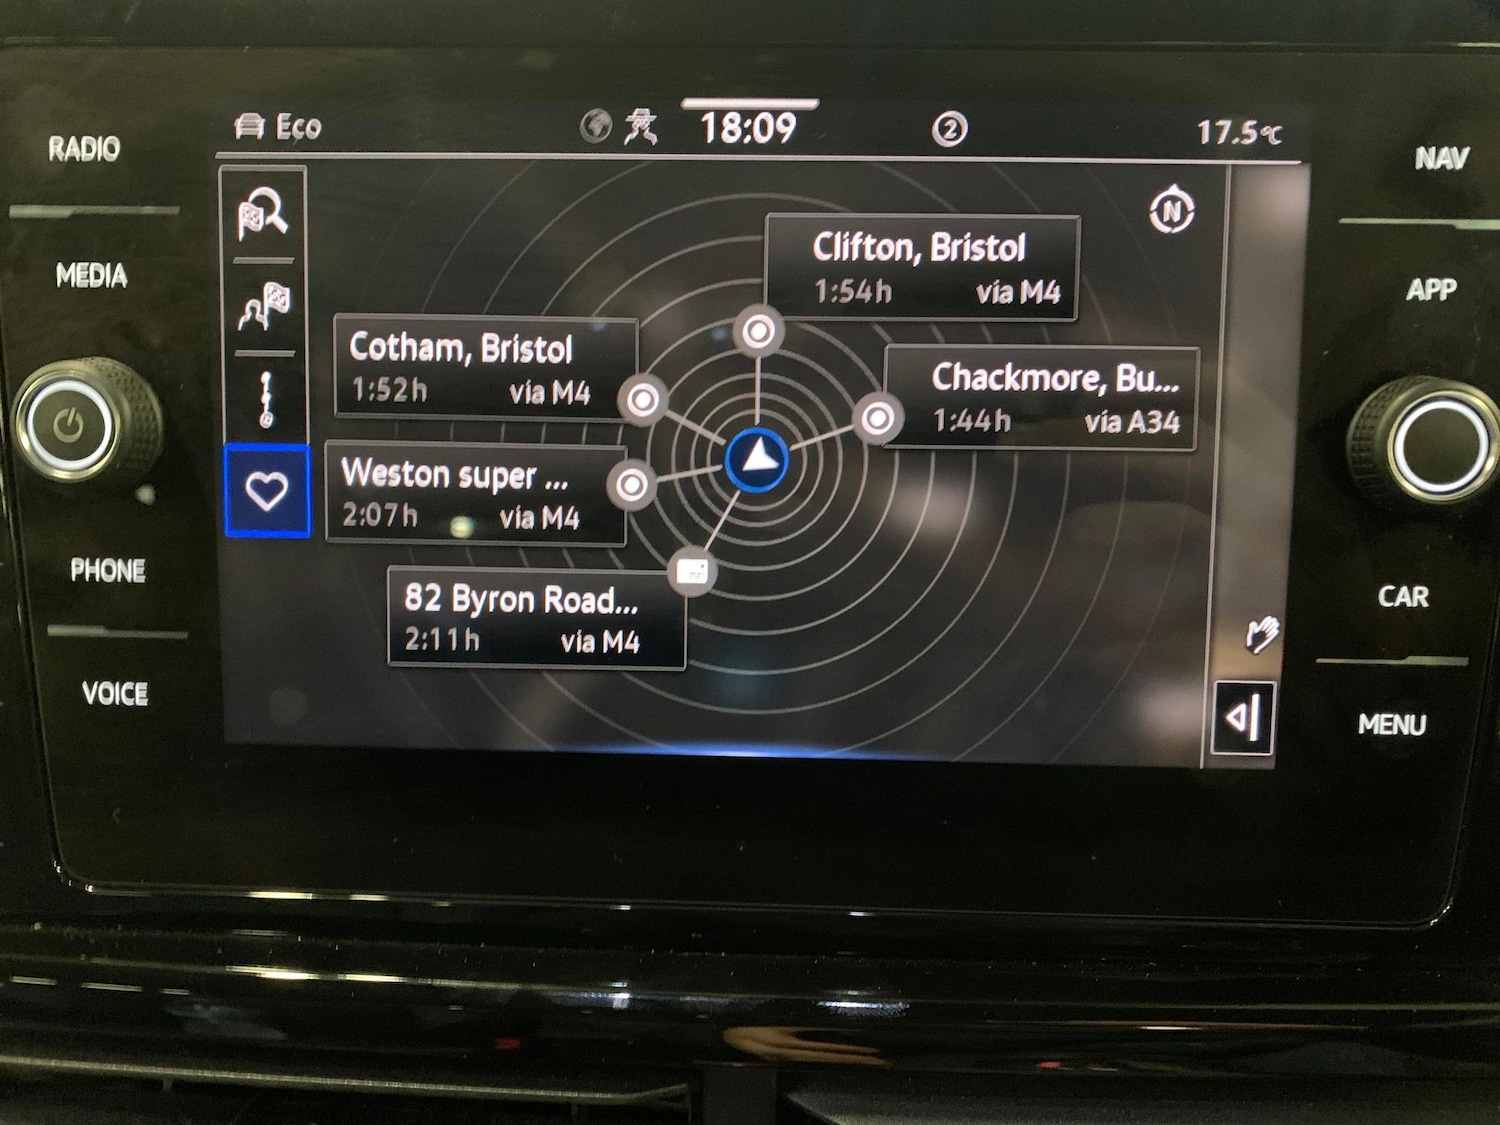 Eco
18:09
2
17.5°C
RADIO
MEDIA
PHONE
VOICE
N
Clifton, Bristol
1:54h via M4
Cotham, Bristol
1:52h via M4
Chackmore, Bu...
1:44h via A34
Weston super ...
2:07h via M4
82 Byron Road...
2:11h via M4
NAV
APP
CAR
MENU